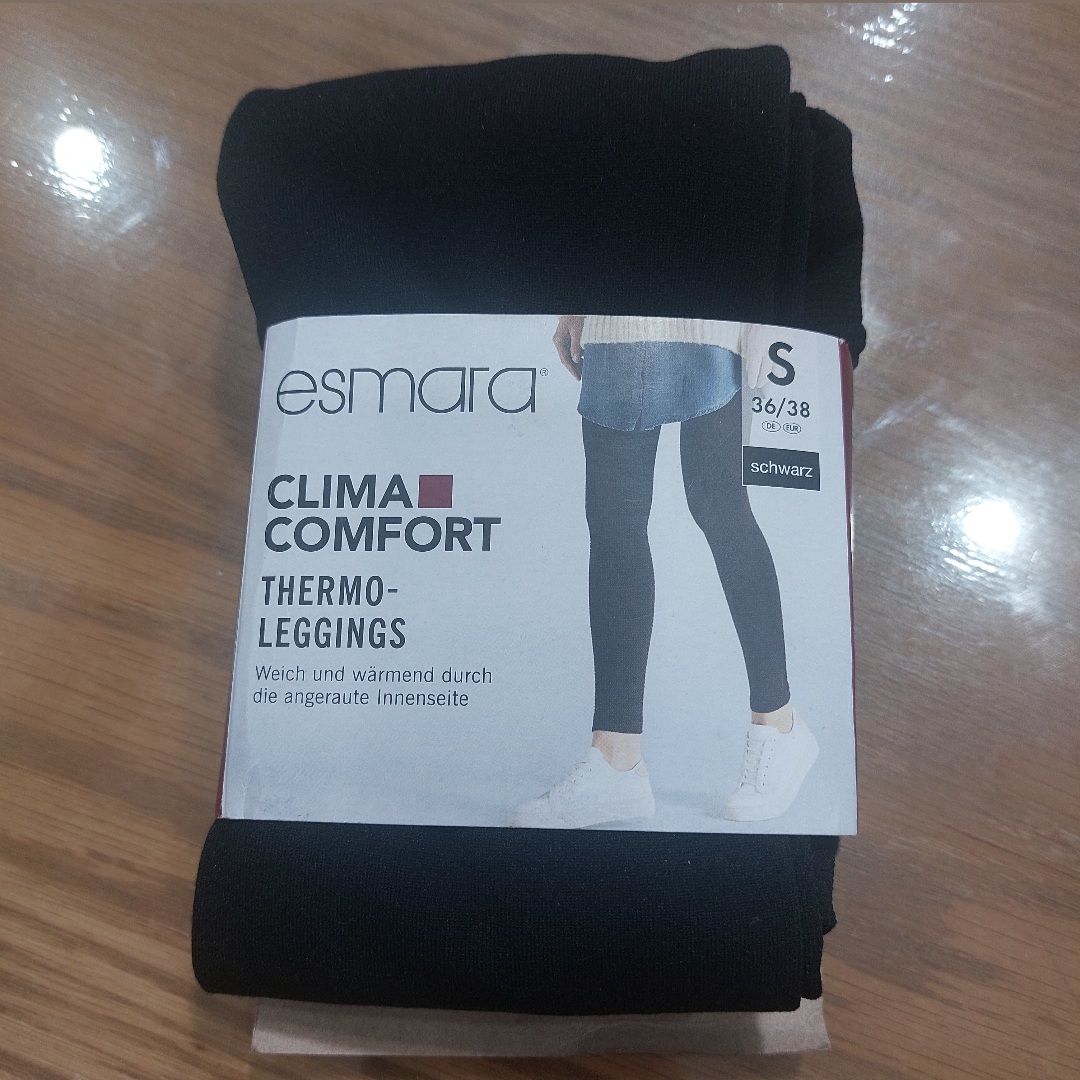 esmara®
S
36/38
DE EUR
schwarz
CLIMA
COMFORT
THERMO-
LEGGINGS
Weich und wärmend durch
die angeraute Innenseite